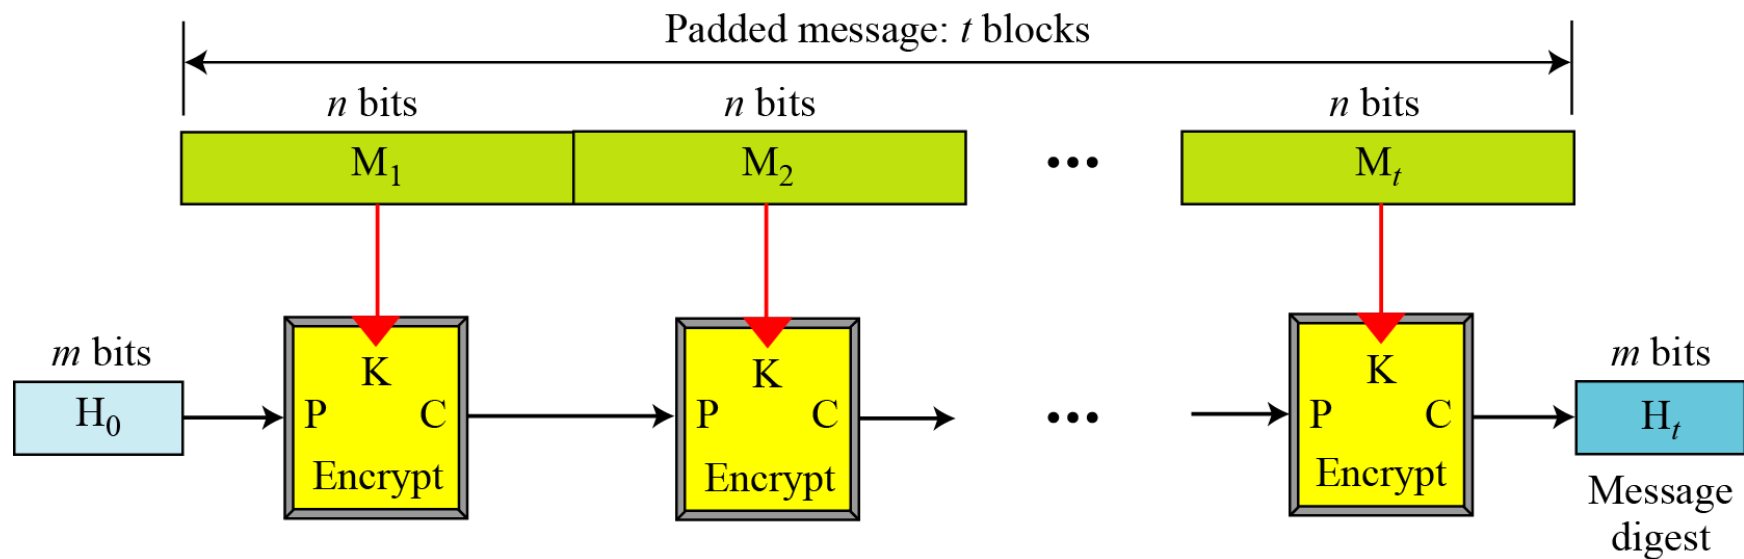 Padded message: t blocks
n bits
n bits
n bits
M₁
M₂
•••
Mₜ
m bits
H₀
K
P
C
Encrypt
K
P
C
Encrypt
•••
K
P
C
Encrypt
m bits
Hₜ
Message
digest